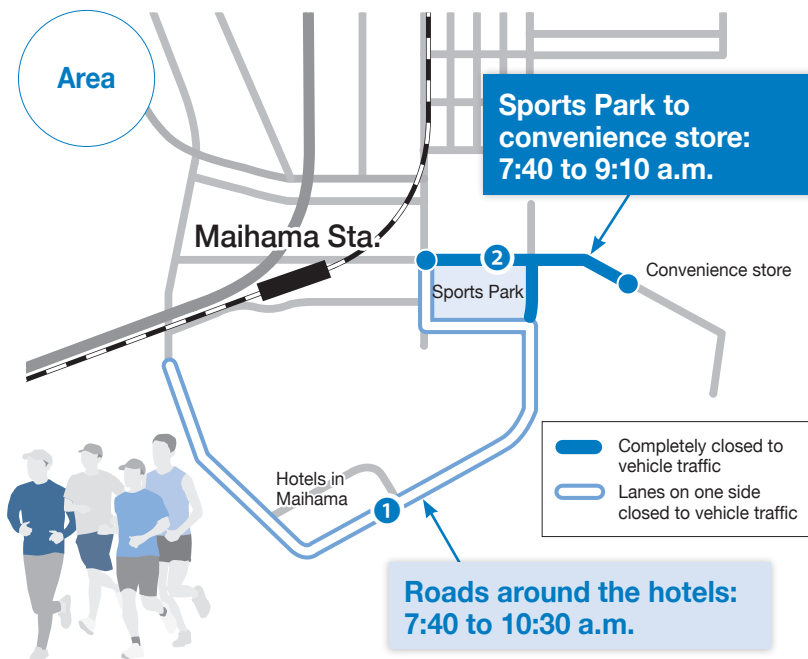 Area
Sports Park to
convenience store:
7:40 to 9:10 a.m.
Maihama Sta.
2
Convenience store
Sports Park
Completely closed to
vehicle traffic
Lanes on one side
closed to vehicle traffic
Hotels in
Maihama
1
Roads around the hotels:
7:40 to 10:30 a.m.